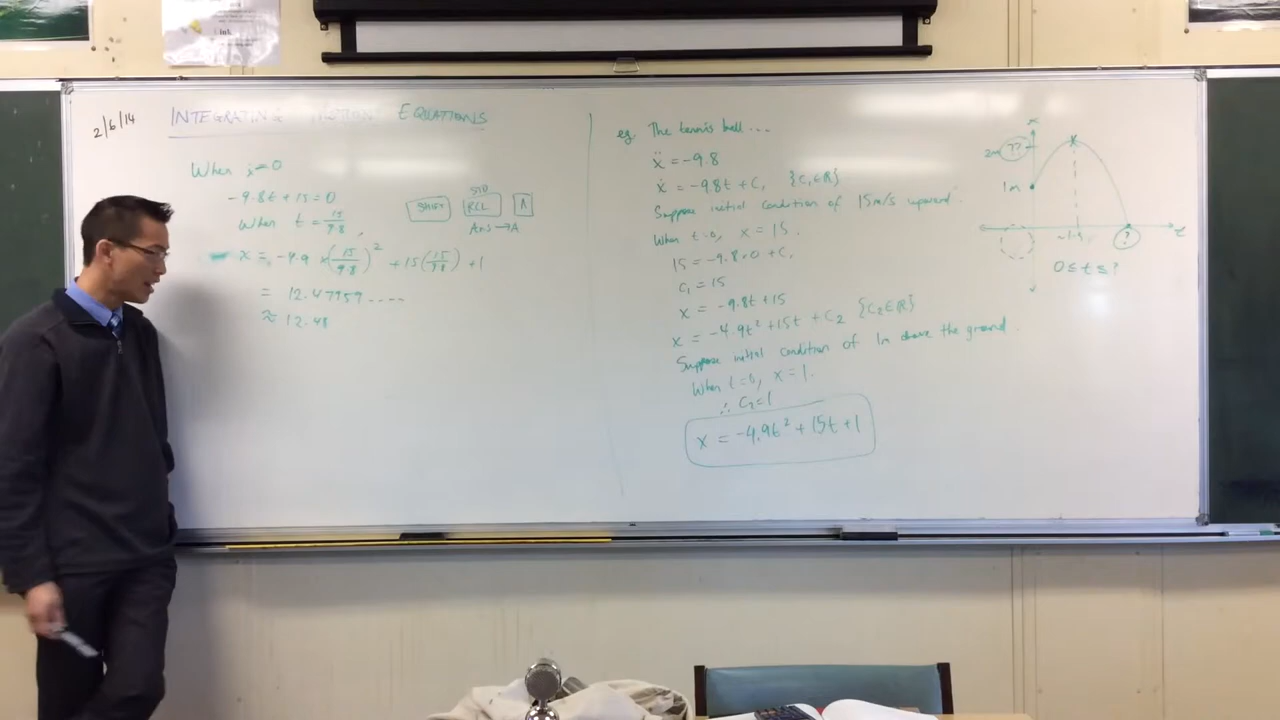 Ink
2/6/14
INTEGRATING MOTION EQUATIONS
When ẋ=0
-9.8t + 15 = 0
When t = 15/9.8,
SHIFT STO RCL A
Ans → A
x = -4.9 × (15/9.8)² + 15(15/9.8) + 1
= 12.47959....
≈ 12.48
eg. The tennis ball...
ẍ = -9.8
ẋ = -9.8t + C₁ {C₁∈ℝ}
Suppose initial condition of 15m/s upward.
When t=0, ẋ = 15.
15 = -9.8×0 + C₁
C₁ = 15
ẋ = -9.8t + 15
x = -4.9t² + 15t + C₂ {C₂∈ℝ}
Suppose initial condition of 1m above the ground.
When t=0, x = 1.
∴ C₂ = 1
x = -4.9t² + 15t + 1
x
??
1m
~1.5
?
t
0 ≤ t ≤ ?